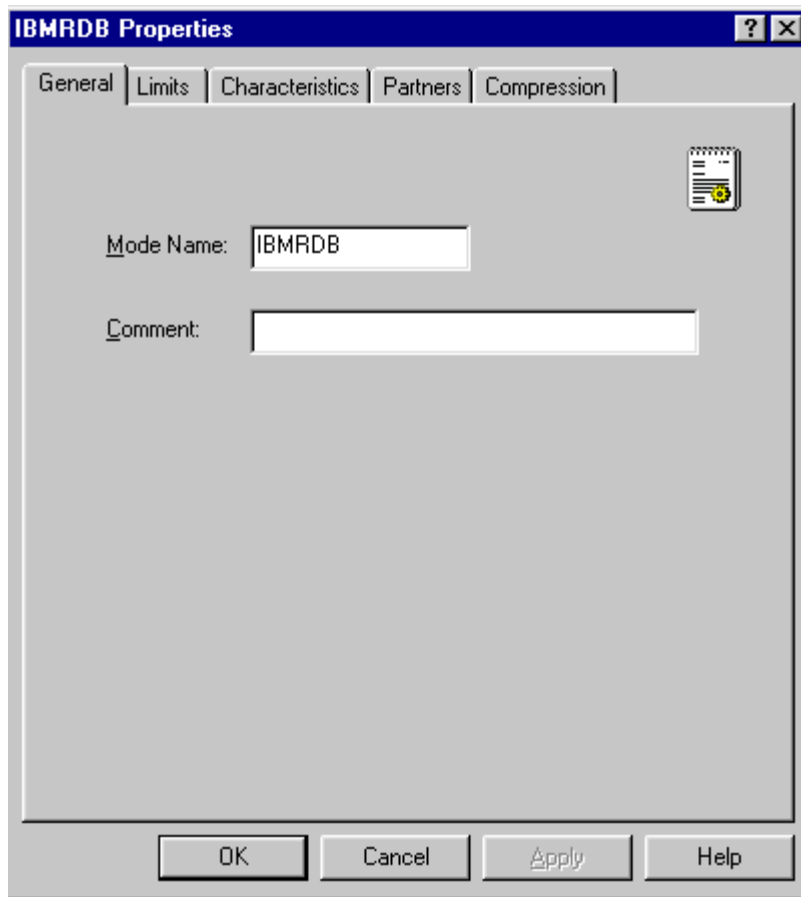 IBMRDB Properties
General Limits Characteristics Partners Compression
Mode Name: IBMRDB
Comment:
OK Cancel Apply Help